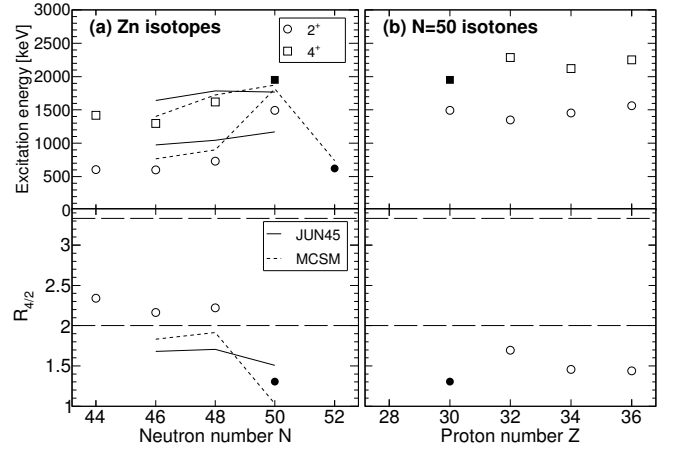 (a) Zn isotopes
(b) N=50 isotones
2+
4+
Excitation energy [keV]
3000
2500
2000
1500
1000
500
0
JUN45
MCSM
R4/2
3
2.5
2
1.5
1
44 46 48 50 52
28 30 32 34 36
Neutron number N
Proton number Z